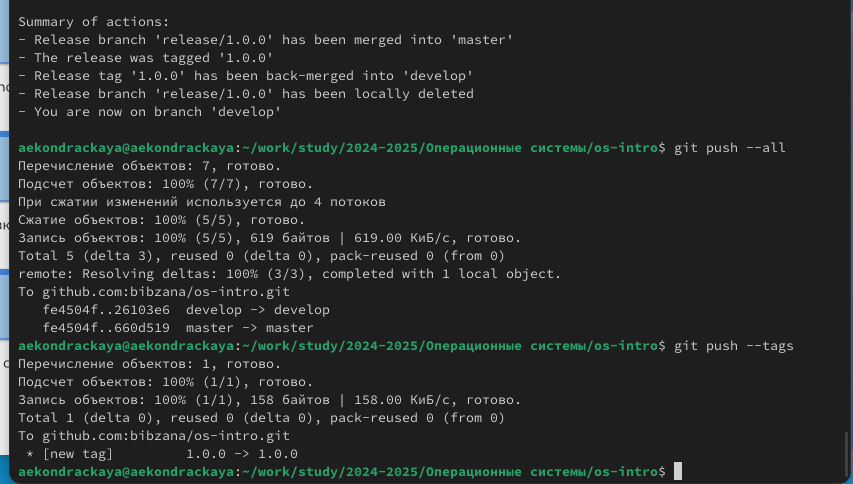 Summary of actions:
- Release branch 'release/1.0.0' has been merged into 'master'
- The release was tagged '1.0.0'
- Release tag '1.0.0' has been back-merged into 'develop'
- Release branch 'release/1.0.0' has been locally deleted
- You are now on branch 'develop'
aekondrackaya@aekondrackaya:~/work/study/2024-2025/Операционные системы/os-intro$ git push --all
Перечисление объектов: 7, готово.
Подсчет объектов: 100% (7/7), готово.
При сжатии изменений используется до 4 потоков
Сжатие объектов: 100% (5/5), готово.
Запись объектов: 100% (5/5), 619 байтов | 619.00 КиБ/с, готово.
Total 5 (delta 3), reused 0 (delta 0), pack-reused 0 (from 0)
remote: Resolving deltas: 100% (3/3), completed with 1 local object.
To github.com:bibzana/os-intro.git
   fe4504f..26103e6  develop -> develop
   fe4504f..660d519  master -> master
aekondrackaya@aekondrackaya:~/work/study/2024-2025/Операционные системы/os-intro$ git push --tags
Перечисление объектов: 1, готово.
Подсчет объектов: 100% (1/1), готово.
Запись объектов: 100% (1/1), 158 байтов | 158.00 КиБ/с, готово.
Total 1 (delta 0), reused 0 (delta 0), pack-reused 0 (from 0)
To github.com:bibzana/os-intro.git
 * [new tag]         1.0.0 -> 1.0.0
aekondrackaya@aekondrackaya:~/work/study/2024-2025/Операционные системы/os-intro$